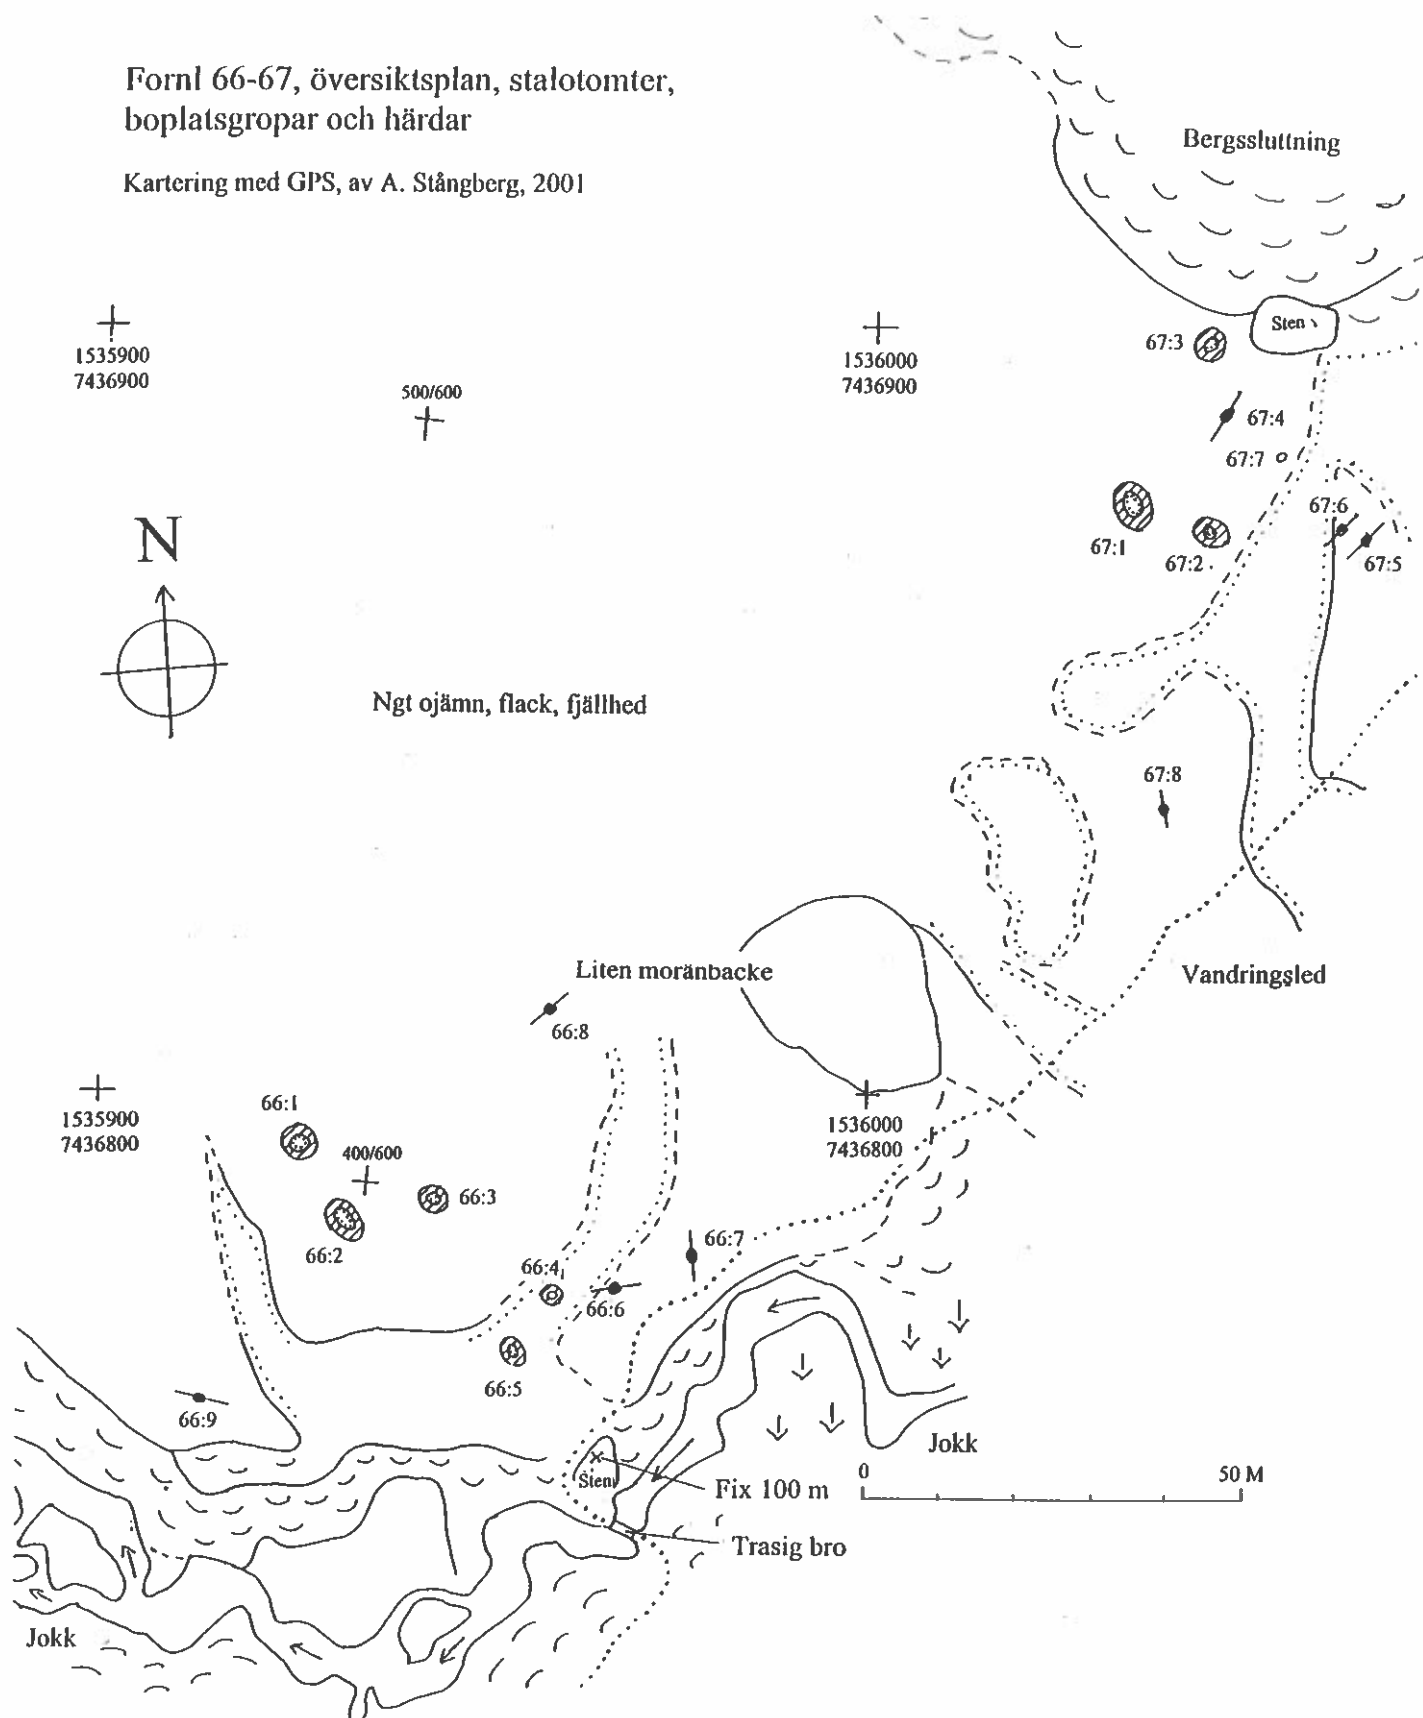 Fornl 66-67, översiktsplan, stalotomter,
boplatsgropar och härdar
Kartering med GPS, av A. Stångberg, 2001
Bergssluttning
Sten
67:3
1535900
7436900
1536000
7436900
500/600
67:4
67:7
67:6
67:1
67:2
67:5
N
Ngt ojämn, flack, fjällhed
67:8
Liten moränbacke
Vandringsled
66:8
1535900
7436800
66:1
1536000
7436800
400/600
66:3
66:2
66:7
66:4
66:6
66:5
66:9
Jokk
Sten
Fix 100 m
0
50 M
Trasig bro
Jokk